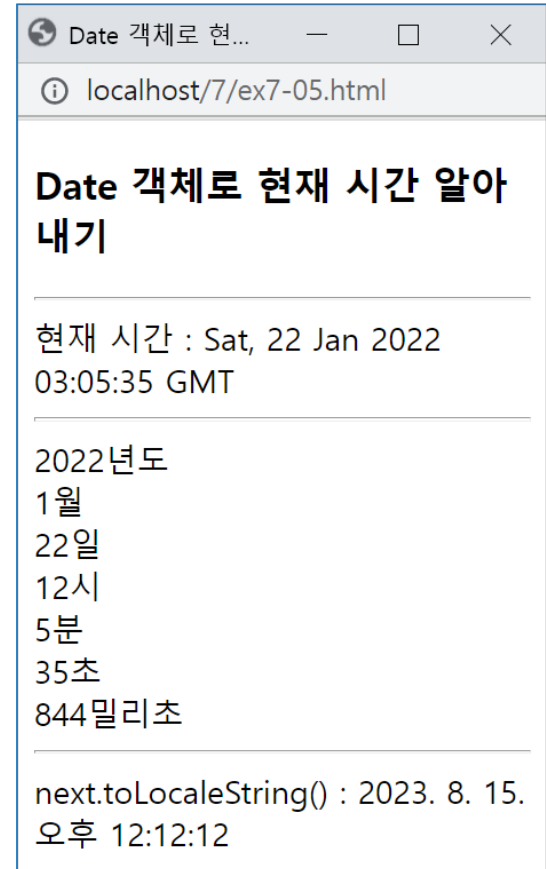 Date 객체로 현...
localhost/7/ex7-05.html
Date 객체로 현재 시간 알아
내기
현재 시간 : Sat, 22 Jan 2022
03:05:35 GMT
2022년도
1월
22일
12시
5분
35초
844밀리초
next.toLocaleString() : 2023. 8. 15.
오후 12:12:12